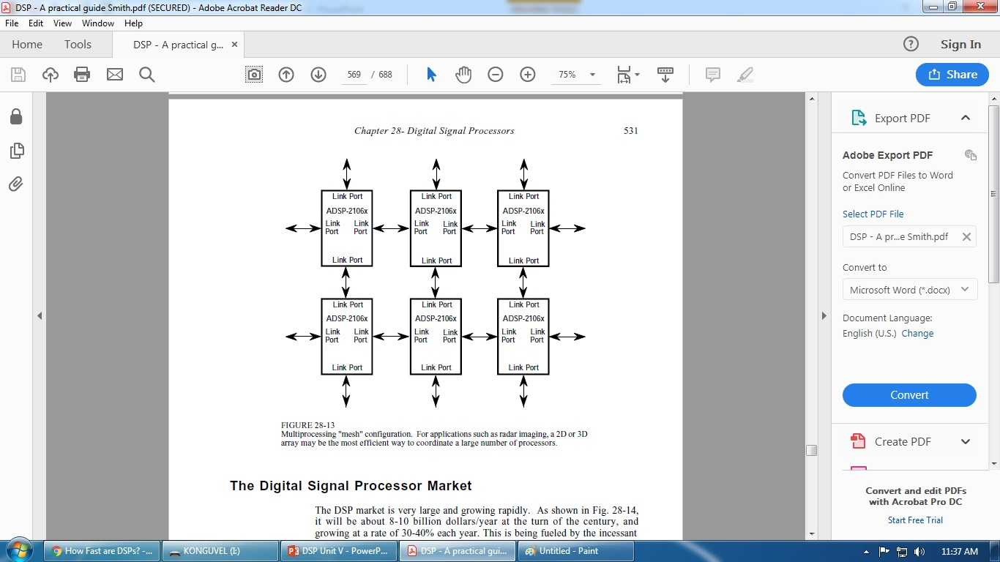 DSP - A practical guide Smith.pdf (SECURED) - Adobe Acrobat Reader DC
File Edit View Window Help
Home Tools DSP - A practical g... ×
Sign In
569 / 688
75%
Share
Chapter 28- Digital Signal Processors 531
Link Port Link Port Link Port
ADSP-2106x ADSP-2106x ADSP-2106x
Link Link Link Link Link Link
Port Port Port Port Port Port
Link Port Link Port Link Port
Link Port Link Port Link Port
ADSP-2106x ADSP-2106x ADSP-2106x
Link Link Link Link Link Link
Port Port Port Port Port Port
Link Port Link Port Link Port
FIGURE 28-13
Multiprocessing "mesh" configuration. For applications such as radar imaging, a 2D or 3D
array may be the most efficient way to coordinate a large number of processors.
The Digital Signal Processor Market
The DSP market is very large and growing rapidly. As shown in Fig. 28-14,
it will be about 8-10 billion dollars/year at the turn of the century, and
growing at a rate of 30-40% each year. This is being fueled by the incessant
Export PDF
Adobe Export PDF
Convert PDF Files to Word
or Excel Online
Select PDF File
DSP - A pr...e Smith.pdf
Convert to
Microsoft Word (*.docx)
Document Language:
English (U.S.) Change
Convert
Create PDF
Convert and edit PDFs
with Acrobat Pro DC
Start Free Trial
How Fast are DSPs? -...
KONGUVEL (I:)
DSP Unit V - PowerP...
DSP - A practical gui...
Untitled - Paint
11:37 AM